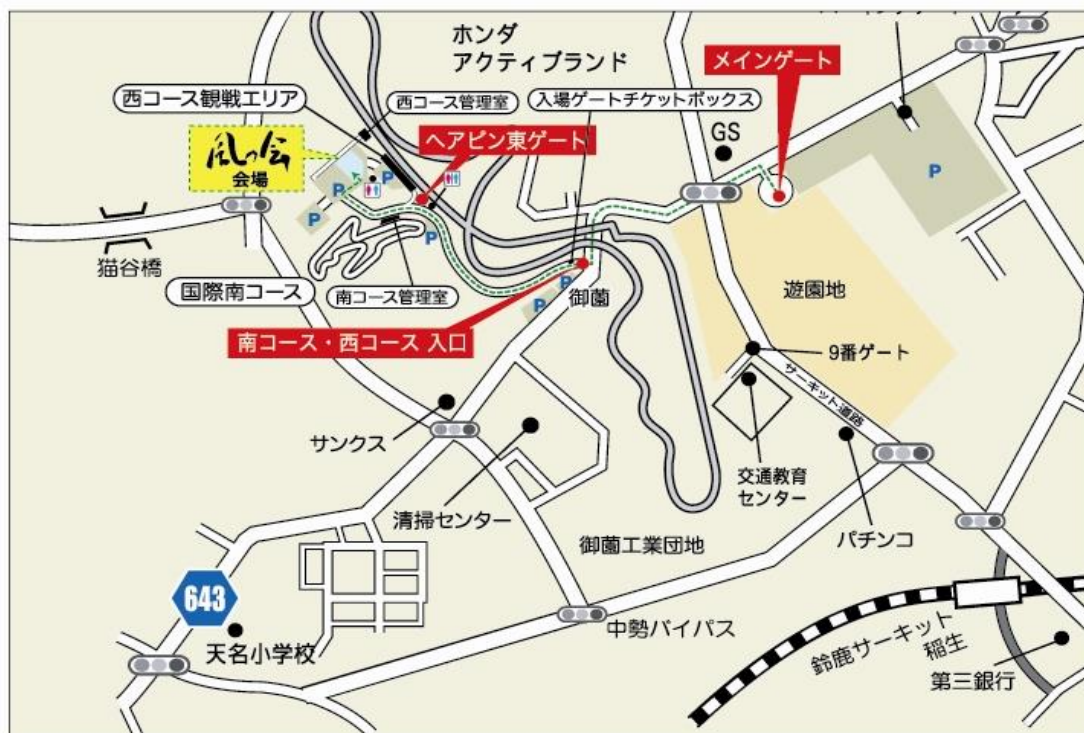 ホンダ
アクティブランド
メインゲート
西コース観戦エリア
西コース管理室
入場ゲートチケットボックス
ヘアピン東ゲート
GS
風の会
会場
P
P
P
P
P
P
P
猫谷橋
国際南コース
南コース管理室
御薗
遊園地
南コース・西コース 入口
9番ゲート
サーキット道路
サンクス
交通教育
センター
清掃センター
パチンコ
御薗工業団地
643
中勢バイパス
天名小学校
鈴鹿サーキット
稲生
第三銀行